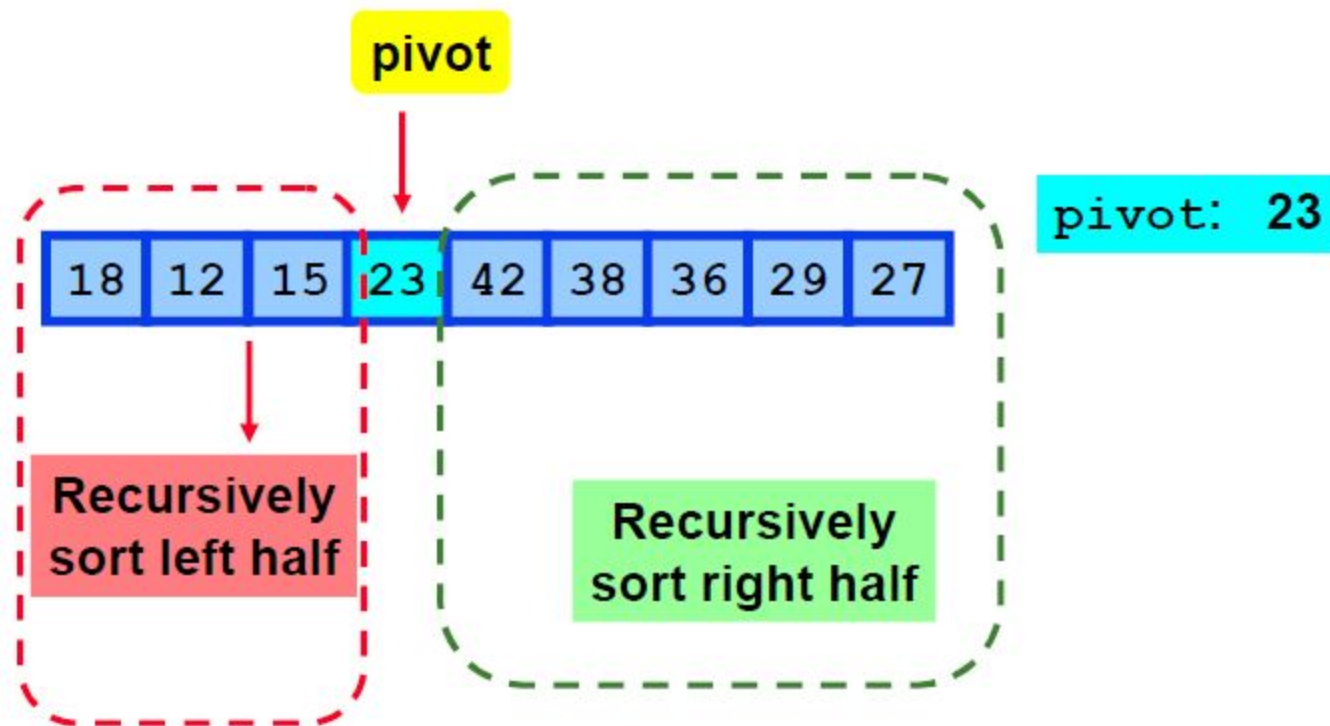 pivot
18 12 15 23 42 38 36 29 27
pivot: 23
Recursively
sort left half
Recursively
sort right half